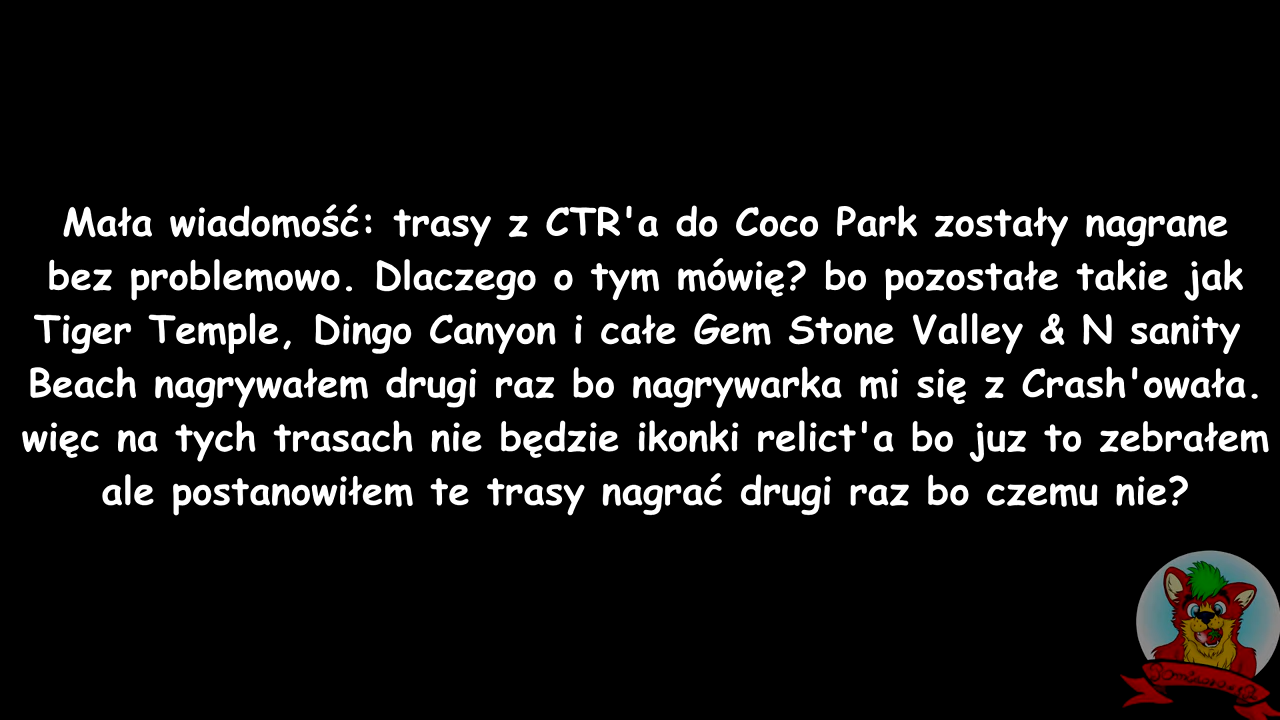 Mała wiadomość: trasy z CTR'a do Coco Park zostały nagrane
bez problemowo. Dlaczego o tym mówię? bo pozostałe takie jak
Tiger Temple, Dingo Canyon i całe Gem Stone Valley & N sanity
Beach nagrywałem drugi raz bo nagrywarka mi się z Crash'owała.
więc na tych trasach nie będzie ikonki relict'a bo juz to zebrałem
ale postanowiłem te trasy nagrać drugi raz bo czemu nie?